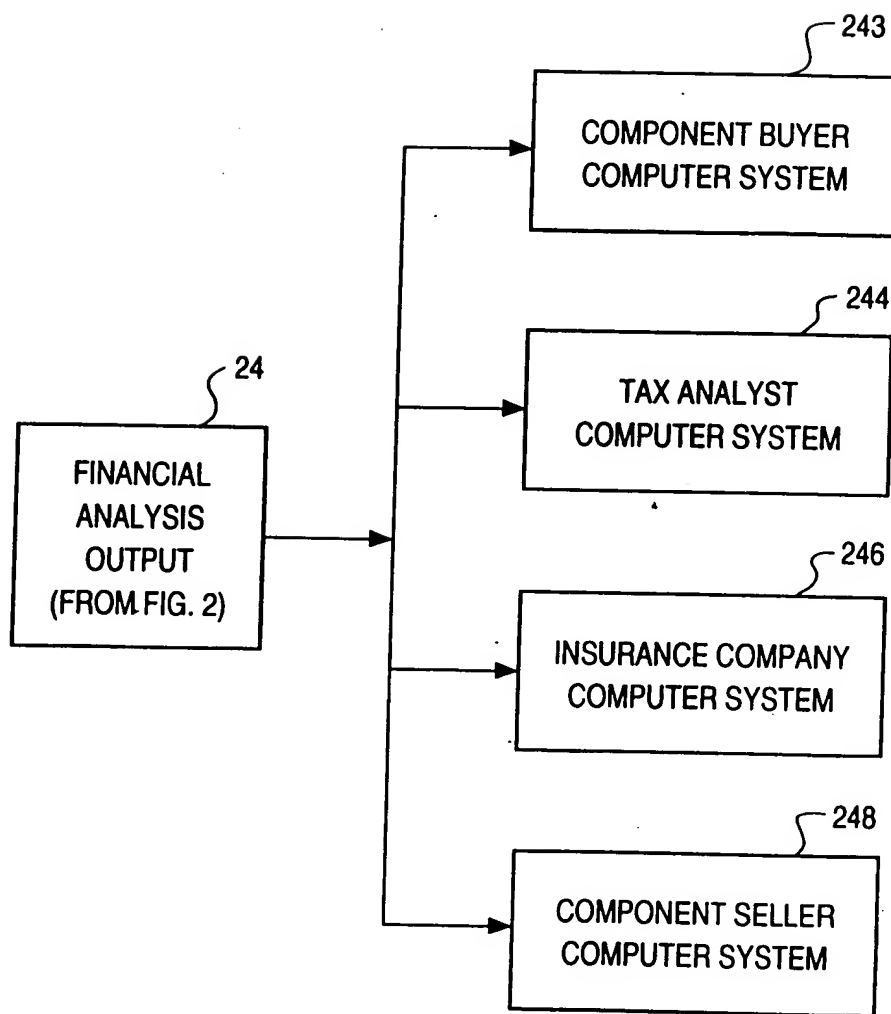 243
COMPONENT BUYER
COMPUTER SYSTEM
244
TAX ANALYST
COMPUTER SYSTEM
24
FINANCIAL
ANALYSIS
OUTPUT
(FROM FIG. 2)
246
INSURANCE COMPANY
COMPUTER SYSTEM
248
COMPONENT SELLER
COMPUTER SYSTEM